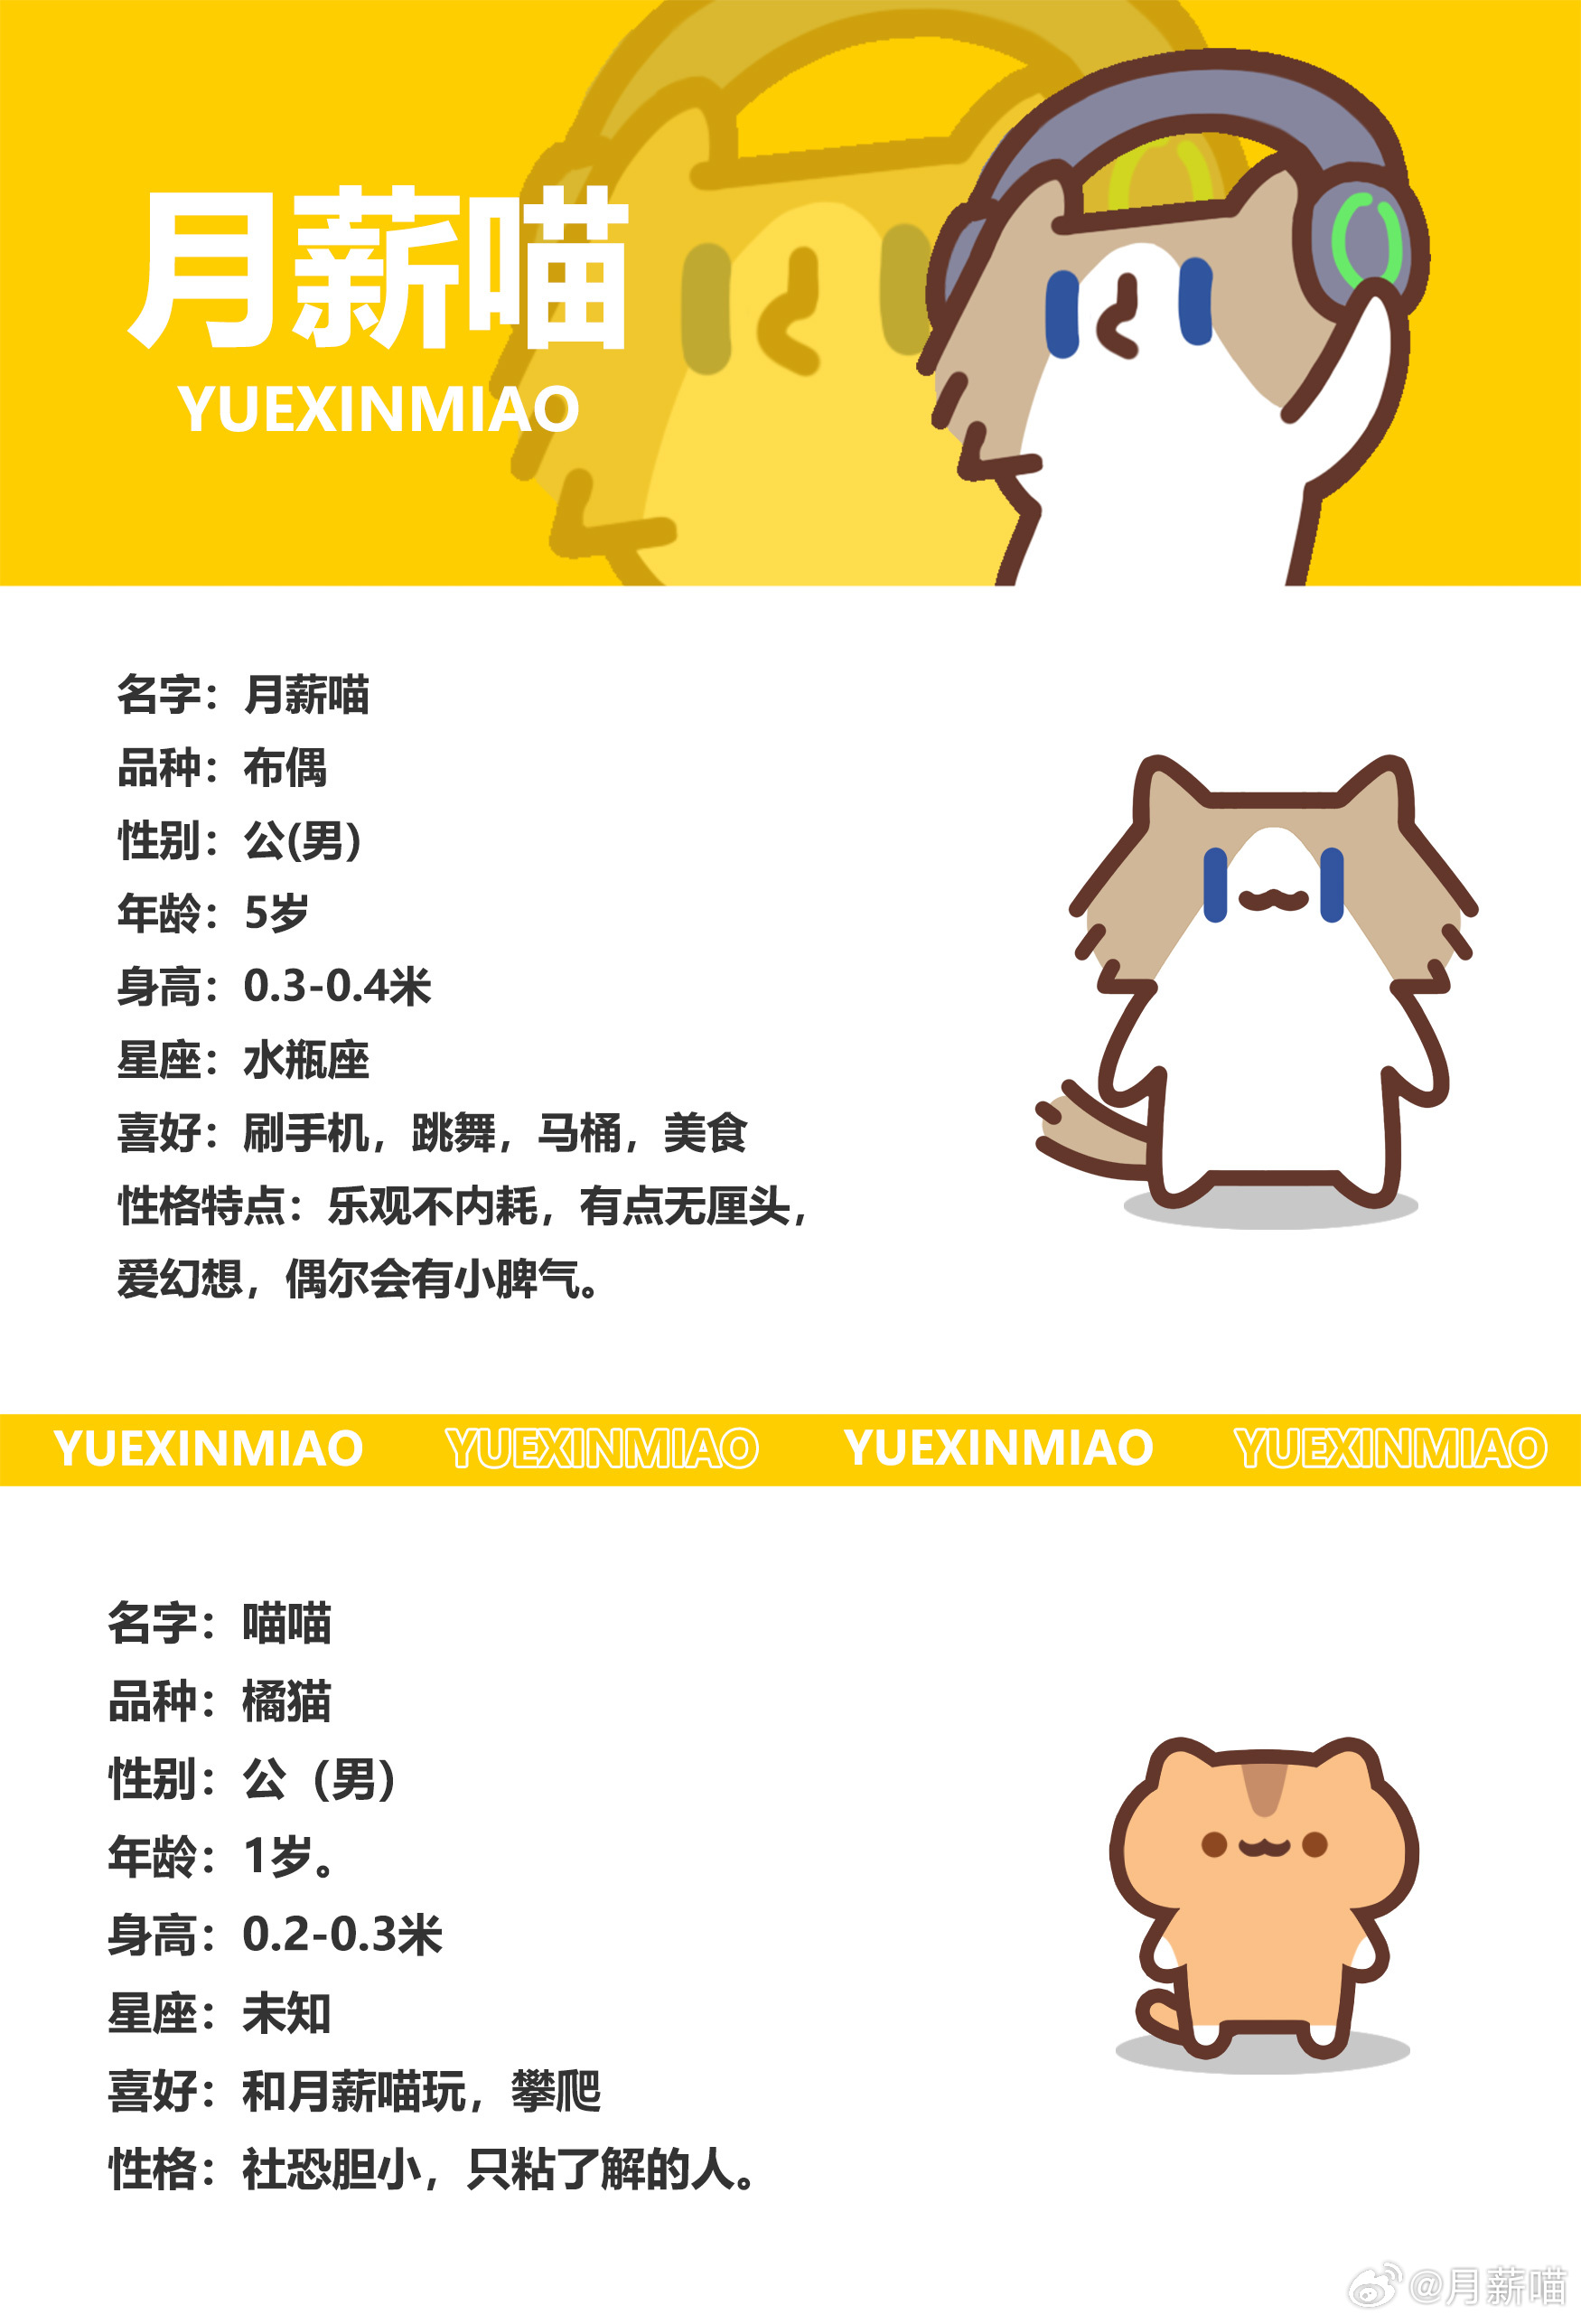 月薪喵
YUEXINMIAO
名字：月薪喵
品种：布偶
性别：公(男）
年龄：5岁
身高：0.3-0.4米
星座：水瓶座
喜好：刷手机，跳舞，马桶，美食
性格特点：乐观不内耗，有点无厘头，
爱幻想，偶尔会有小脾气。
YUEXINMIAO YUEXINMIAO YUEXINMIAO YUEXINMIAO
名字：喵喵
品种：橘猫
性别：公（男）
年龄：1岁。
身高：0.2-0.3米
星座：未知
喜好：和月薪喵玩，攀爬
性格：社恐胆小，只粘了解的人。
@月薪喵